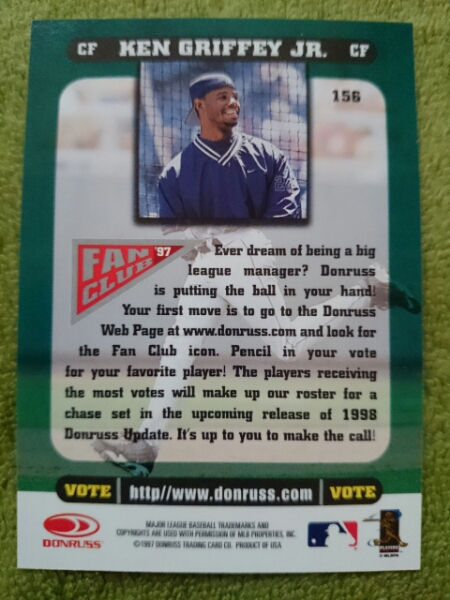 CF KEN GRIFFEY JR. CF
156
FAN CLUB '97
Ever dream of being a big
league manager? Donruss
is putting the ball in your hand!
Your first move is to go to the Donruss
Web Page at www.donruss.com and look for
the Fan Club icon. Pencil in your vote
for your favorite player! The players receiving
the most votes will make up our roster for a
chase set in the upcoming release of 1998
Donruss Update. It's up to you to make the call!
VOTE http//www.donruss.com VOTE
MAJOR LEAGUE BASEBALL TRADEMARKS AND
COPYRIGHTS ARE USED WITH PERMISSION OF MLB PROPERTIES, INC.
©1997 DONRUSS TRADING CARD CO. PRODUCT OF USA
DONRUSS
PLAYERS
© MLBPA